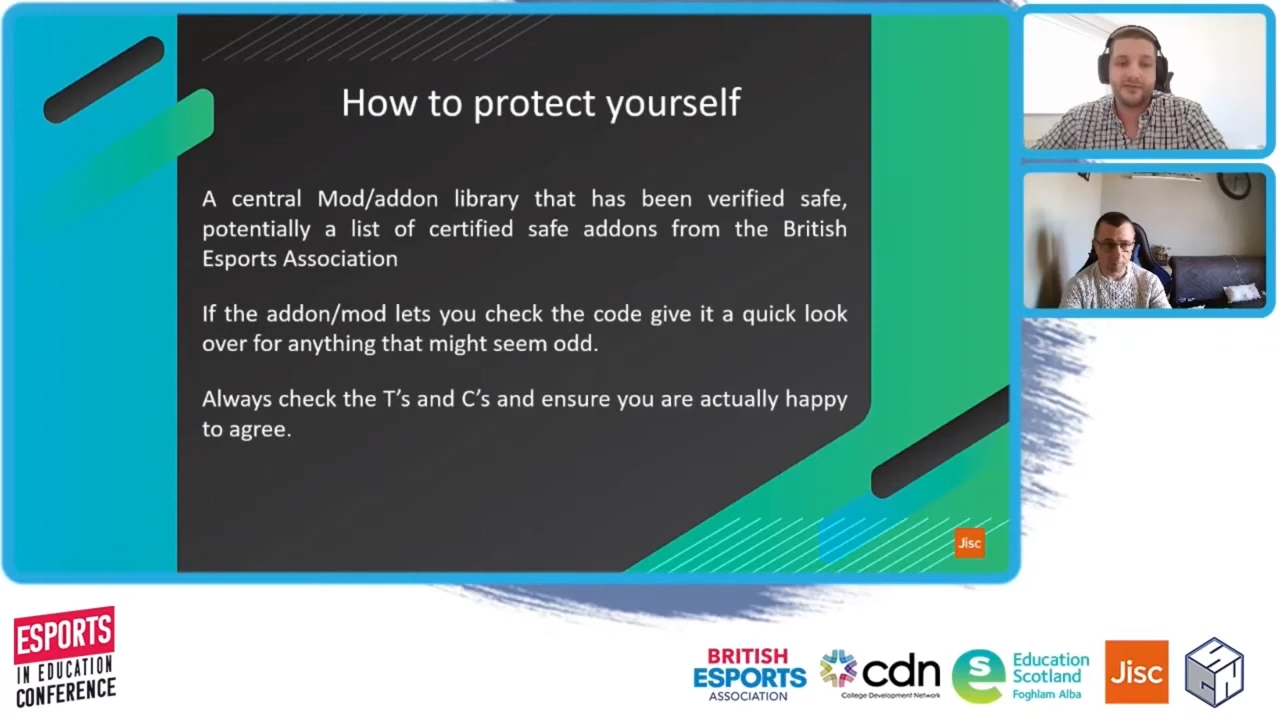 How to protect yourself
A central Mod/addon library that has been verified safe,
potentially a list of certified safe addons from the British
Esports Association
If the addon/mod lets you check the code give it a quick look
over for anything that might seem odd.
Always check the T’s and C’s and ensure you are actually happy
to agree.
Jisc
ESPORTS
IN EDUCATION
CONFERENCE
BRITISH
ESPORTS
ASSOCIATION
cdn
College Development Network
Education
Scotland
Foghlam Alba
Jisc